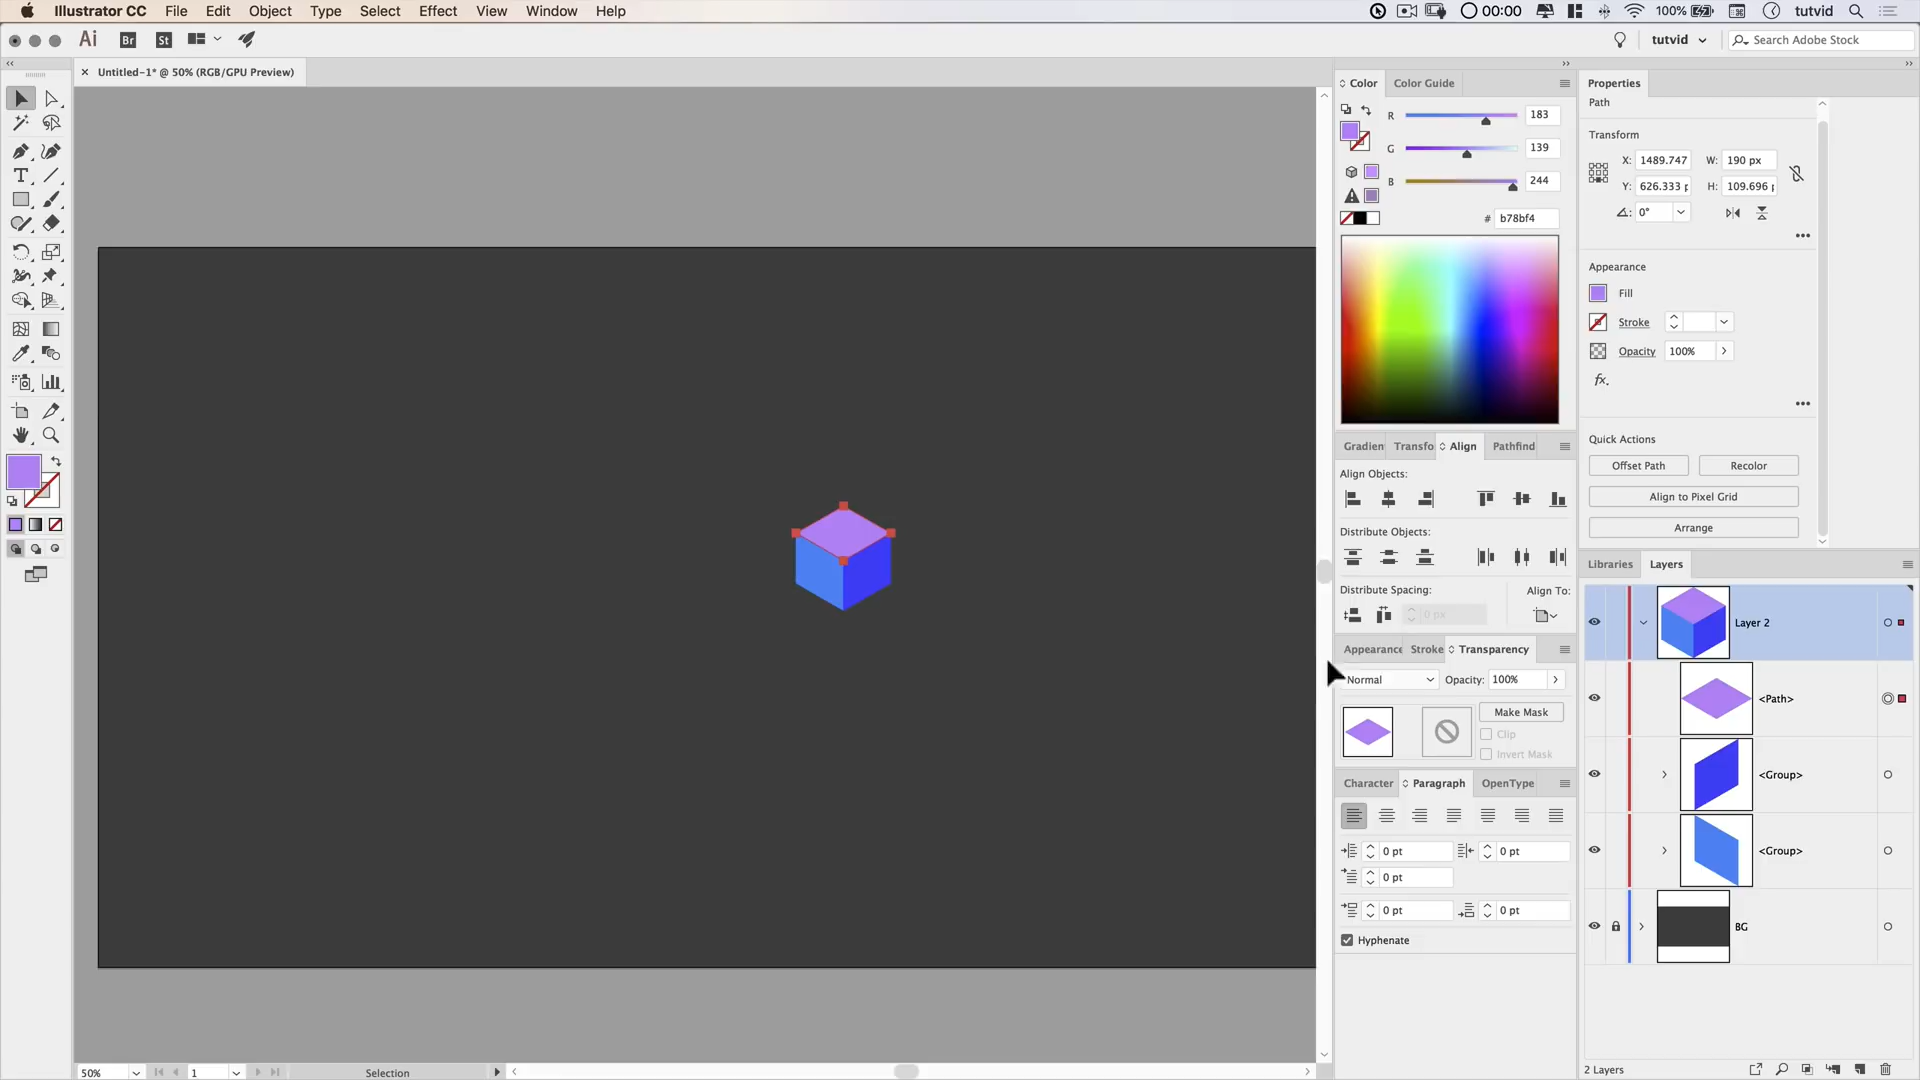 Illustrator CC File Edit Object Type Select Effect View Window Help
00:00 100% tutvid
Ai Br St tutvid Search Adobe Stock
Untitled-1* @ 50% (RGB/GPU Preview)
Color Color Guide
R 183
G 139
B 244
# b78bf4
Gradien Transfo Align Pathfind
Align Objects:
Distribute Objects:
Distribute Spacing: Align To:
0 px
Appearance Stroke Transparency
Normal Opacity: 100%
Make Mask
Clip
Invert Mask
Character Paragraph OpenType
0 pt 0 pt
0 pt
0 pt 0 pt
Hyphenate
Properties
Path
Transform
X: 1489.747 W: 190 px
Y: 626.333 p H: 109.696 p
0°
Appearance
Fill
Stroke
Opacity 100%
fx.
Quick Actions
Offset Path Recolor
Align to Pixel Grid
Arrange
Libraries Layers
Layer 2
<Path>
<Group>
<Group>
BG
2 Layers
50% 1 Selection